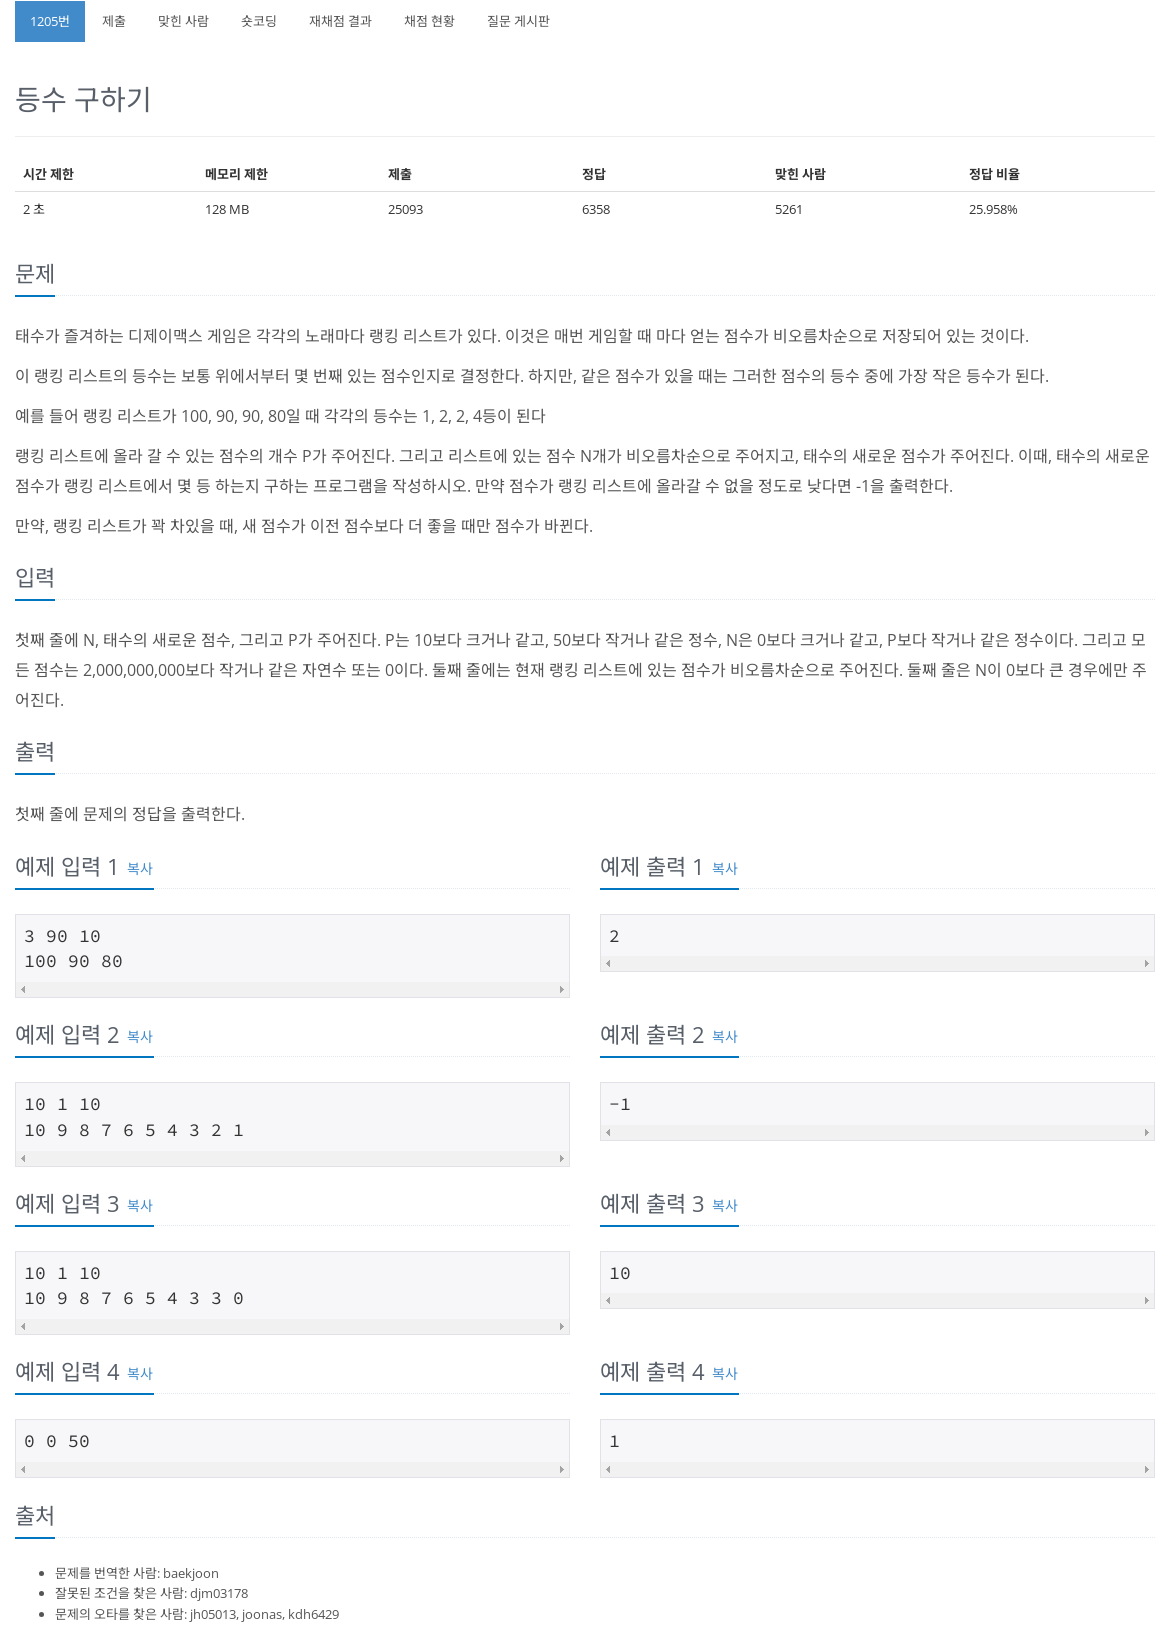 1205번 제출 맞힌 사람 숏코딩 재채점 결과 채점 현황 질문 게시판
등수 구하기
시간 제한 메모리 제한 제출 정답 맞힌 사람 정답 비율
2 초 128 MB 25093 6358 5261 25.958%
문제
태수가 즐겨하는 디제이맥스 게임은 각각의 노래마다 랭킹 리스트가 있다. 이것은 매번 게임할 때 마다 얻는 점수가 비오름차순으로 저장되어 있는 것이다.
이 랭킹 리스트의 등수는 보통 위에서부터 몇 번째 있는 점수인지로 결정한다. 하지만, 같은 점수가 있을 때는 그러한 점수의 등수 중에 가장 작은 등수가 된다.
예를 들어 랭킹 리스트가 100, 90, 90, 80일 때 각각의 등수는 1, 2, 2, 4등이 된다
랭킹 리스트에 올라 갈 수 있는 점수의 개수 P가 주어진다. 그리고 리스트에 있는 점수 N개가 비오름차순으로 주어지고, 태수의 새로운 점수가 주어진다. 이때, 태수의 새로운
점수가 랭킹 리스트에서 몇 등 하는지 구하는 프로그램을 작성하시오. 만약 점수가 랭킹 리스트에 올라갈 수 없을 정도로 낮다면 -1을 출력한다.
만약, 랭킹 리스트가 꽉 차있을 때, 새 점수가 이전 점수보다 더 좋을 때만 점수가 바뀐다.
입력
첫째 줄에 N, 태수의 새로운 점수, 그리고 P가 주어진다. P는 10보다 크거나 같고, 50보다 작거나 같은 정수, N은 0보다 크거나 같고, P보다 작거나 같은 정수이다. 그리고 모
든 점수는 2,000,000,000보다 작거나 같은 자연수 또는 0이다. 둘째 줄에는 현재 랭킹 리스트에 있는 점수가 비오름차순으로 주어진다. 둘째 줄은 N이 0보다 큰 경우에만 주
어진다.
출력
첫째 줄에 문제의 정답을 출력한다.
예제 입력 1 복사
3 90 10
100 90 80
예제 출력 1 복사
2
예제 입력 2 복사
10 1 10
10 9 8 7 6 5 4 3 2 1
예제 출력 2 복사
-1
예제 입력 3 복사
10 1 10
10 9 8 7 6 5 4 3 3 0
예제 출력 3 복사
10
예제 입력 4 복사
0 0 50
예제 출력 4 복사
1
출처
문제를 번역한 사람: baekjoon
잘못된 조건을 찾은 사람: djm03178
문제의 오타를 찾은 사람: jh05013, joonas, kdh6429